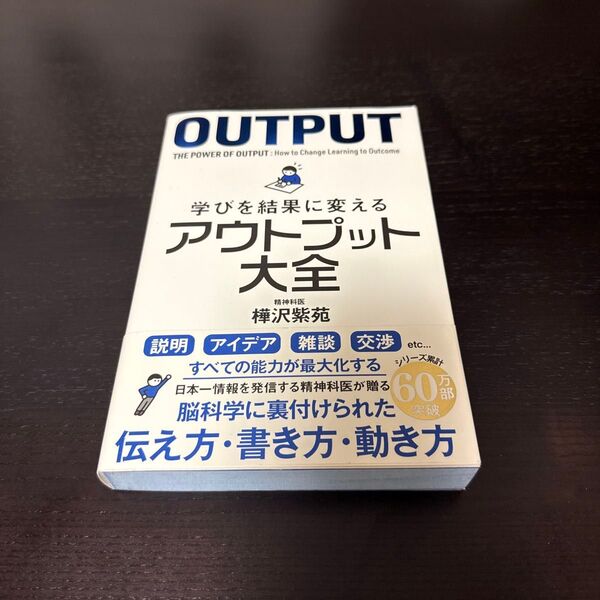 OUTPUT
THE POWER OF OUTPUT : How to Change Learning to Outcome
学びを結果に変える
アウトプット
大全
精神科医
樺沢紫苑
説明 アイデア 雑談 交渉 etc...
すべての能力が最大化する
シリーズ累計
60万部
突破
日本一情報を発信する精神科医が贈る
脳科学に裏付けられた
伝え方・書き方・動き方